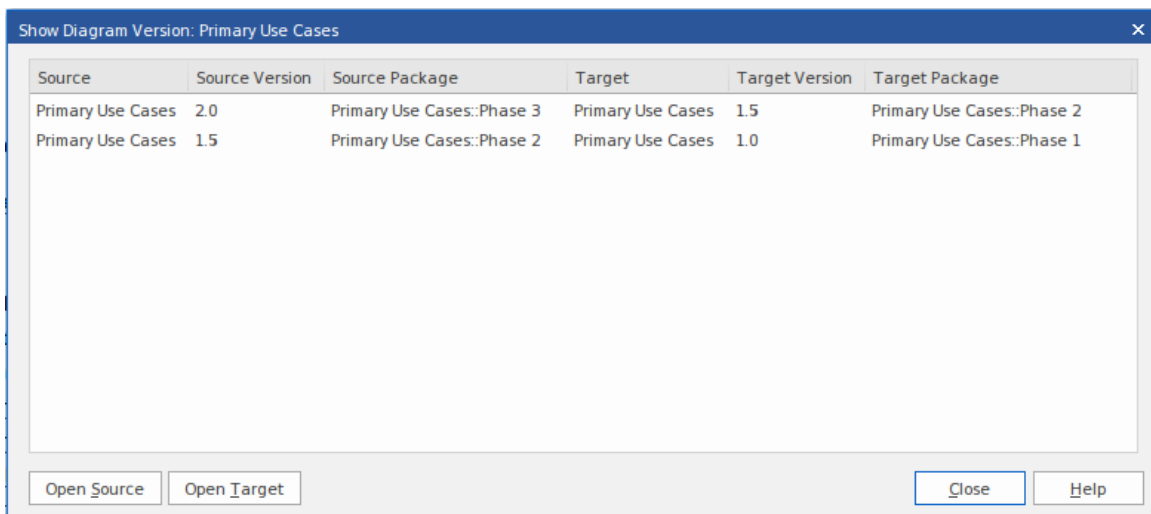 Show Diagram Version: Primary Use Cases
Source Source Version Source Package Target Target Version Target Package
Primary Use Cases 2.0 Primary Use Cases::Phase 3 Primary Use Cases 1.5 Primary Use Cases::Phase 2
Primary Use Cases 1.5 Primary Use Cases::Phase 2 Primary Use Cases 1.0 Primary Use Cases::Phase 1
Open Source Open Target Close Help